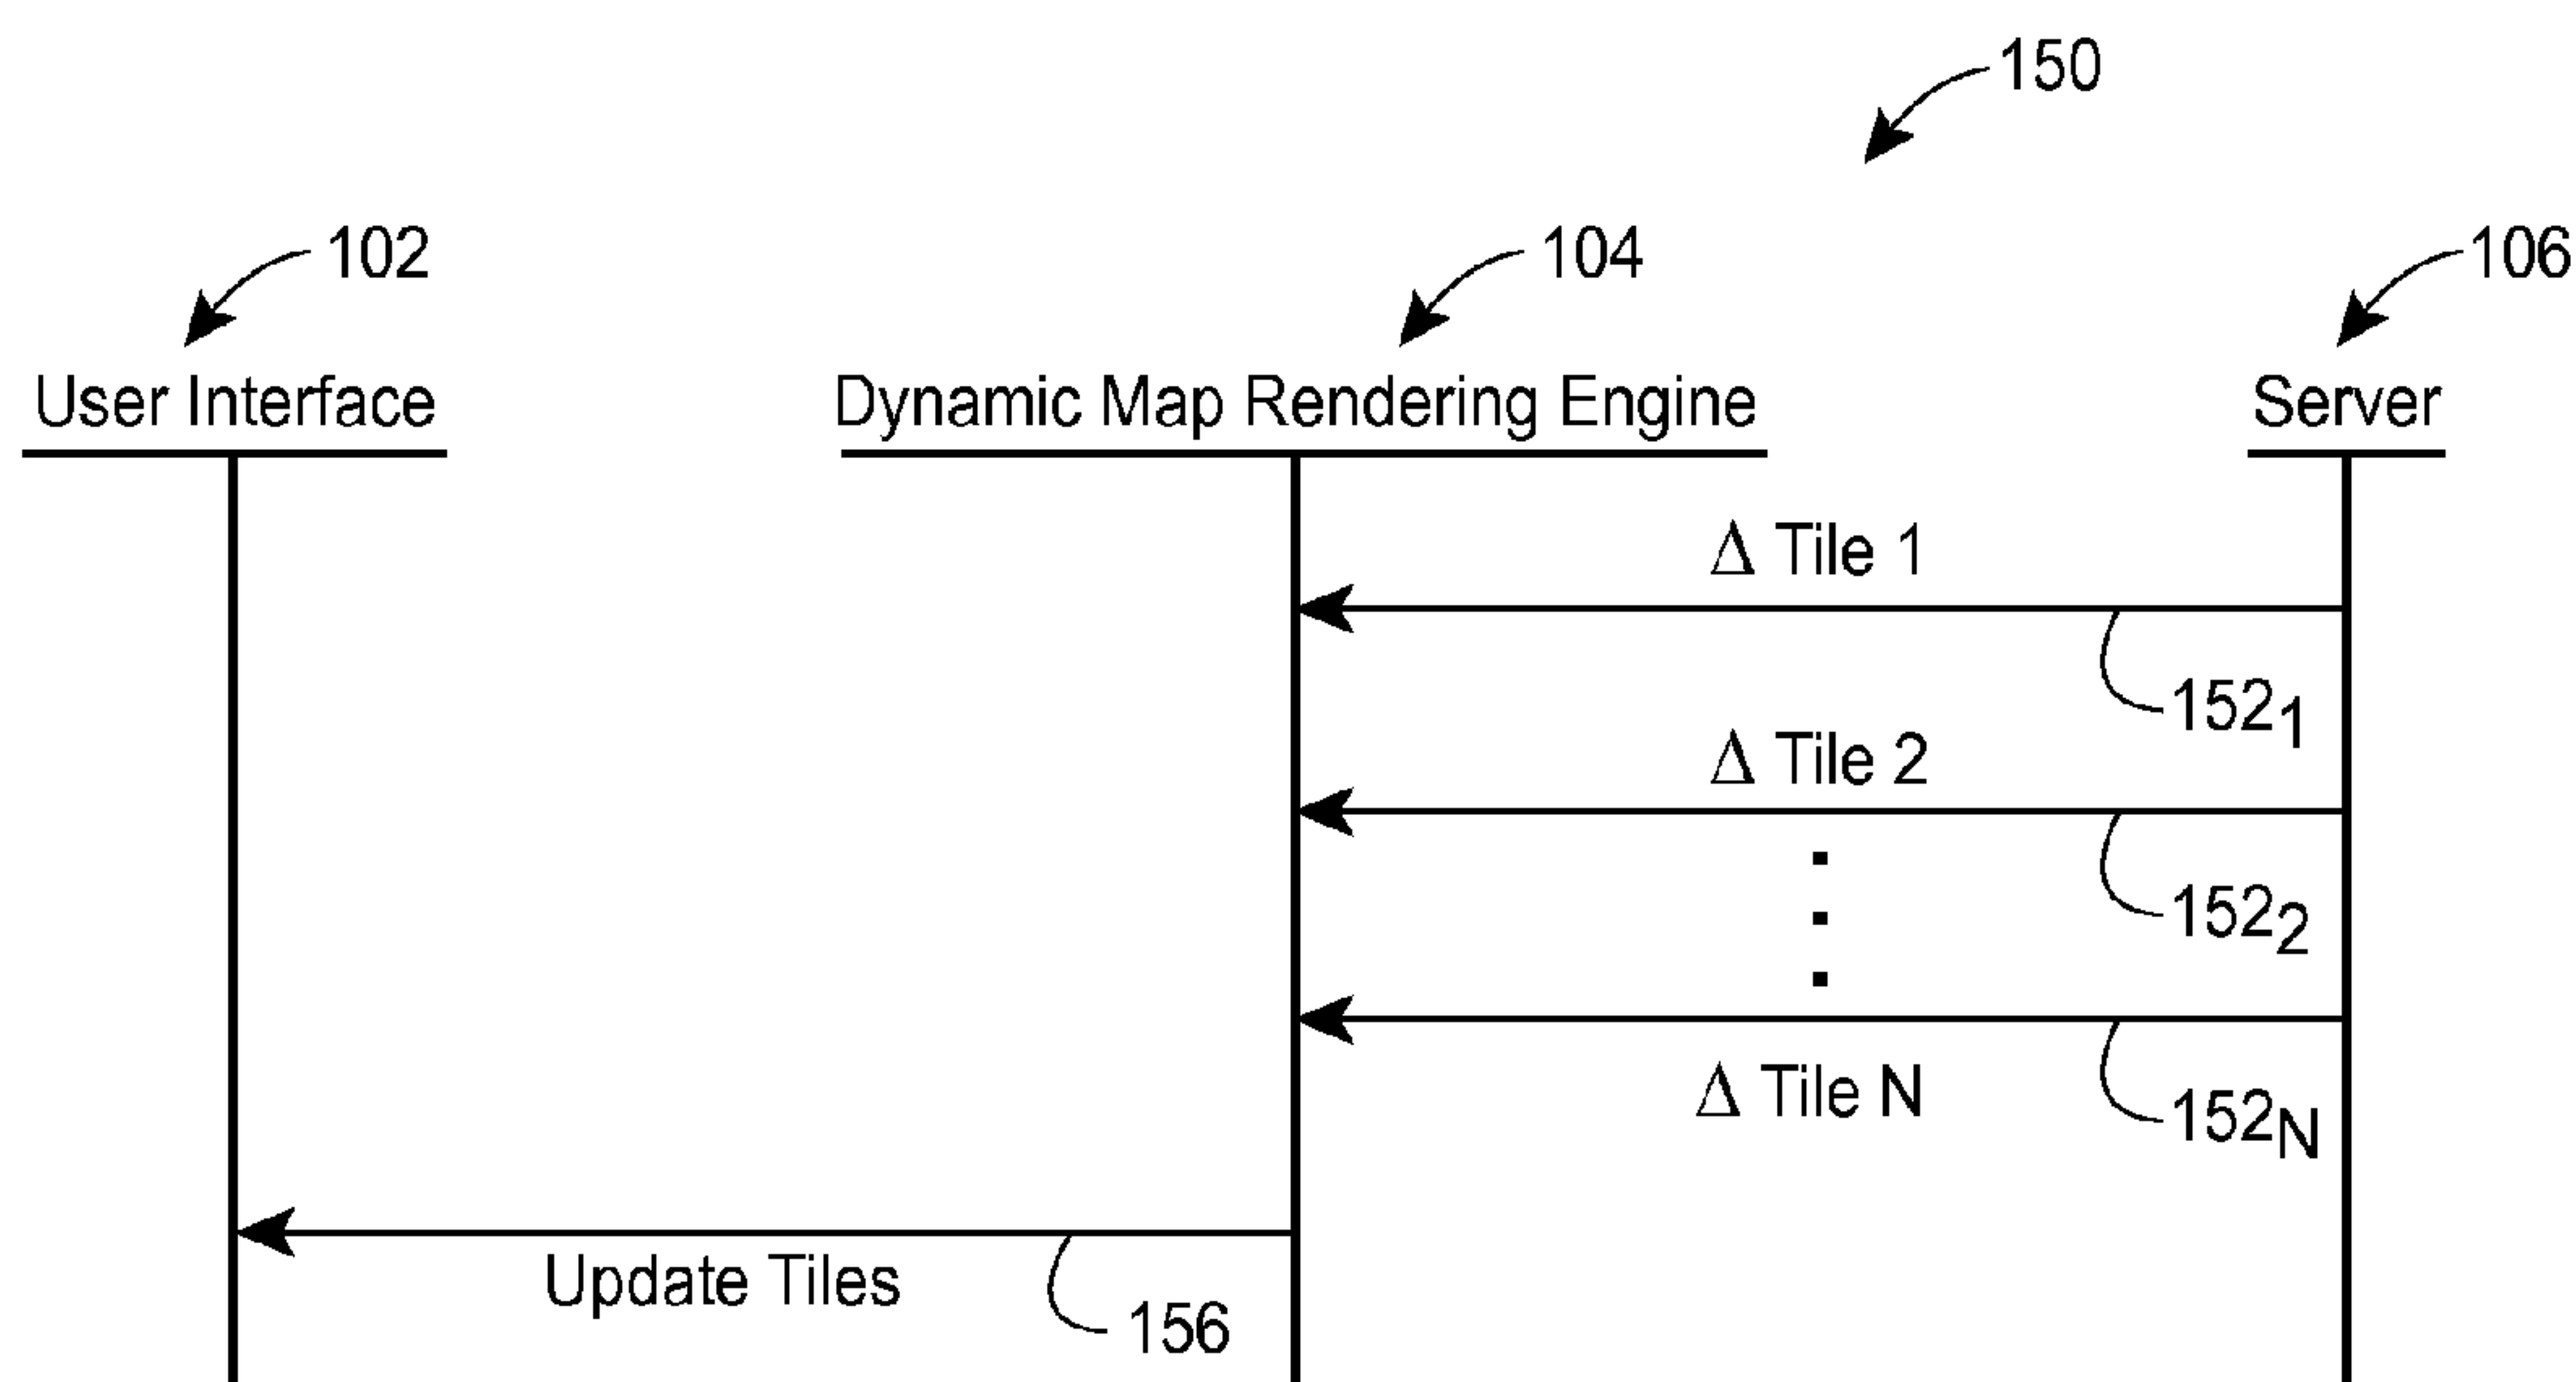 150
102
104
106
User Interface
Dynamic Map Rendering Engine
Server
Δ Tile 1
152₁
Δ Tile 2
152₂
Δ Tile N
152N
Update Tiles
156